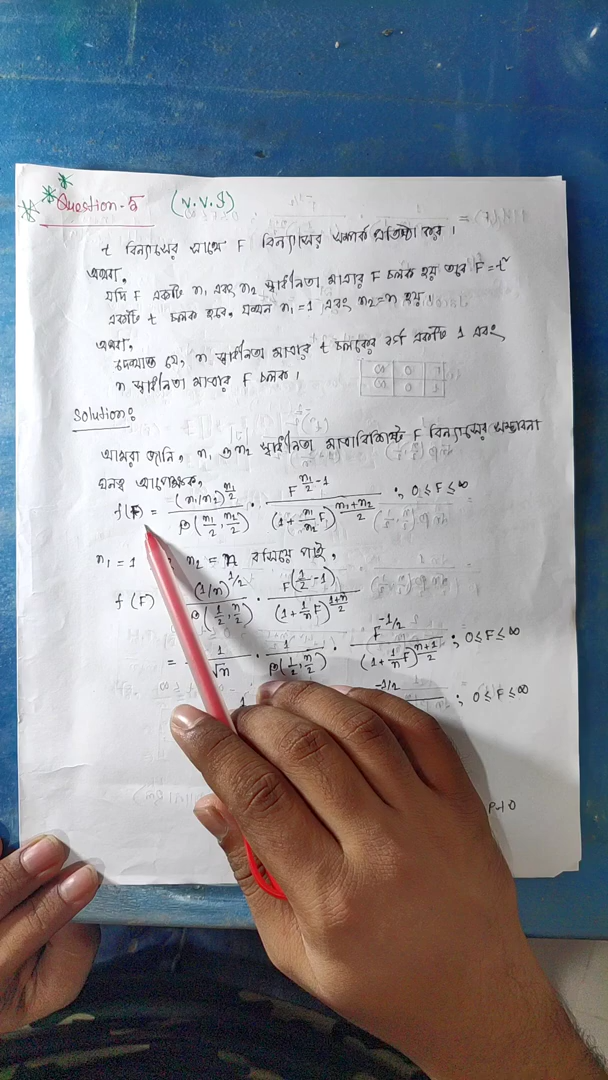 Question-5 (V.V.I)
t বিন্যাসের সাথে F বিন্যাসের সম্পর্ক প্রতিষ্ঠা কর।
অথবা,
যদি F একটি n₁ এবং n₂ স্বাধীনতা মাত্রার F চলক হয় তবে F = t²
একটি t চলক হবে, যখন n₁ = 1 এবং n₂ = n হয়।
অথবা,
দেখাও যে, n স্বাধীনতা মাত্রার t চলকের বর্গ একটি 1 এবং
n স্বাধীনতা মাত্রার F চলক।
Solution:
আমরা জানি, n₁ ও n₂ স্বাধীনতা মাত্রাবিশিষ্ট F বিন্যাসের সম্ভাবনা
ঘনত্ব অপেক্ষক,
f(F) = (n₁/n₂)^(n₁/2) / β(n₁/2, n₂/2) · F^(n₁/2 - 1) / (1 + n₁/n₂ F)^((n₁+n₂)/2) ; 0 ≤ F ≤ ∞
n₁ = 1 n₂ = n বসিয়ে পাই,
f(F) (1/n)^(1/2) / β(1/2, n/2) · F^(1/2 - 1) / (1 + 1/n F)^((1+n)/2)
= 1/√n · 1/β(1/2, n/2) · F^(-1/2) / (1 + 1/n F)^((n+1)/2) ; 0 ≤ F ≤ ∞
1 -1/2 ; 0 ≤ F ≤ ∞